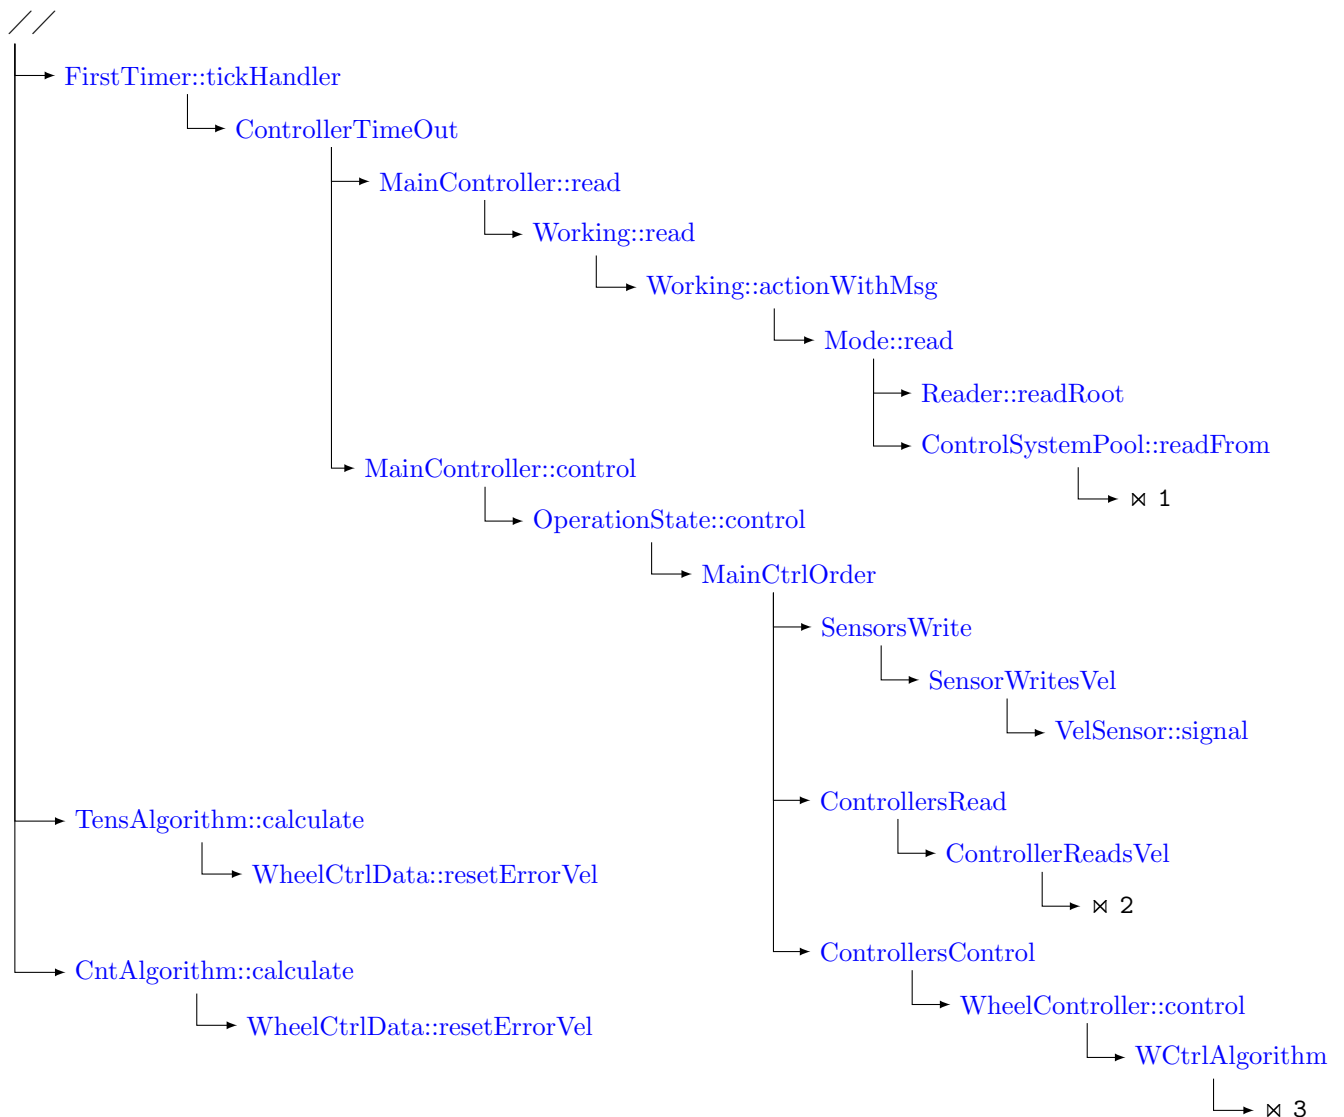 //
FirstTimer::tickHandler
ControllerTimeOut
MainController::read
Working::read
Working::actionWithMsg
Mode::read
Reader::readRoot
ControlSystemPool::readFrom
⋈ 1
MainController::control
OperationState::control
MainCtrlOrder
SensorsWrite
SensorWritesVel
VelSensor::signal
ControllersRead
ControllerReadsVel
⋈ 2
ControllersControl
WheelController::control
WCtrlAlgorithm
⋈ 3
TensAlgorithm::calculate
WheelCtrlData::resetErrorVel
CntAlgorithm::calculate
WheelCtrlData::resetErrorVel